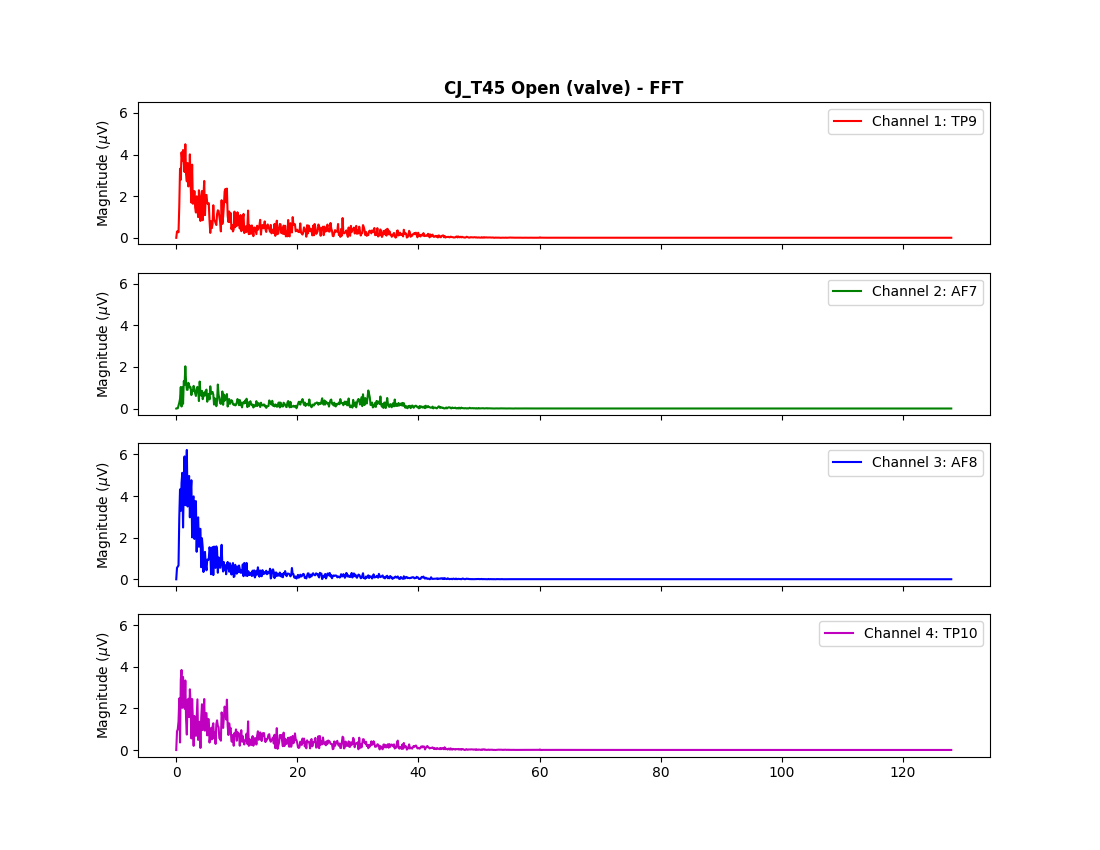 CJ_T45 Open (valve) - FFT
6
4
2
0
Magnitude (μV)
Channel 1: TP9
6
4
2
0
Magnitude (μV)
Channel 2: AF7
6
4
2
0
Magnitude (μV)
Channel 3: AF8
6
4
2
0
Magnitude (μV)
Channel 4: TP10
0 20 40 60 80 100 120